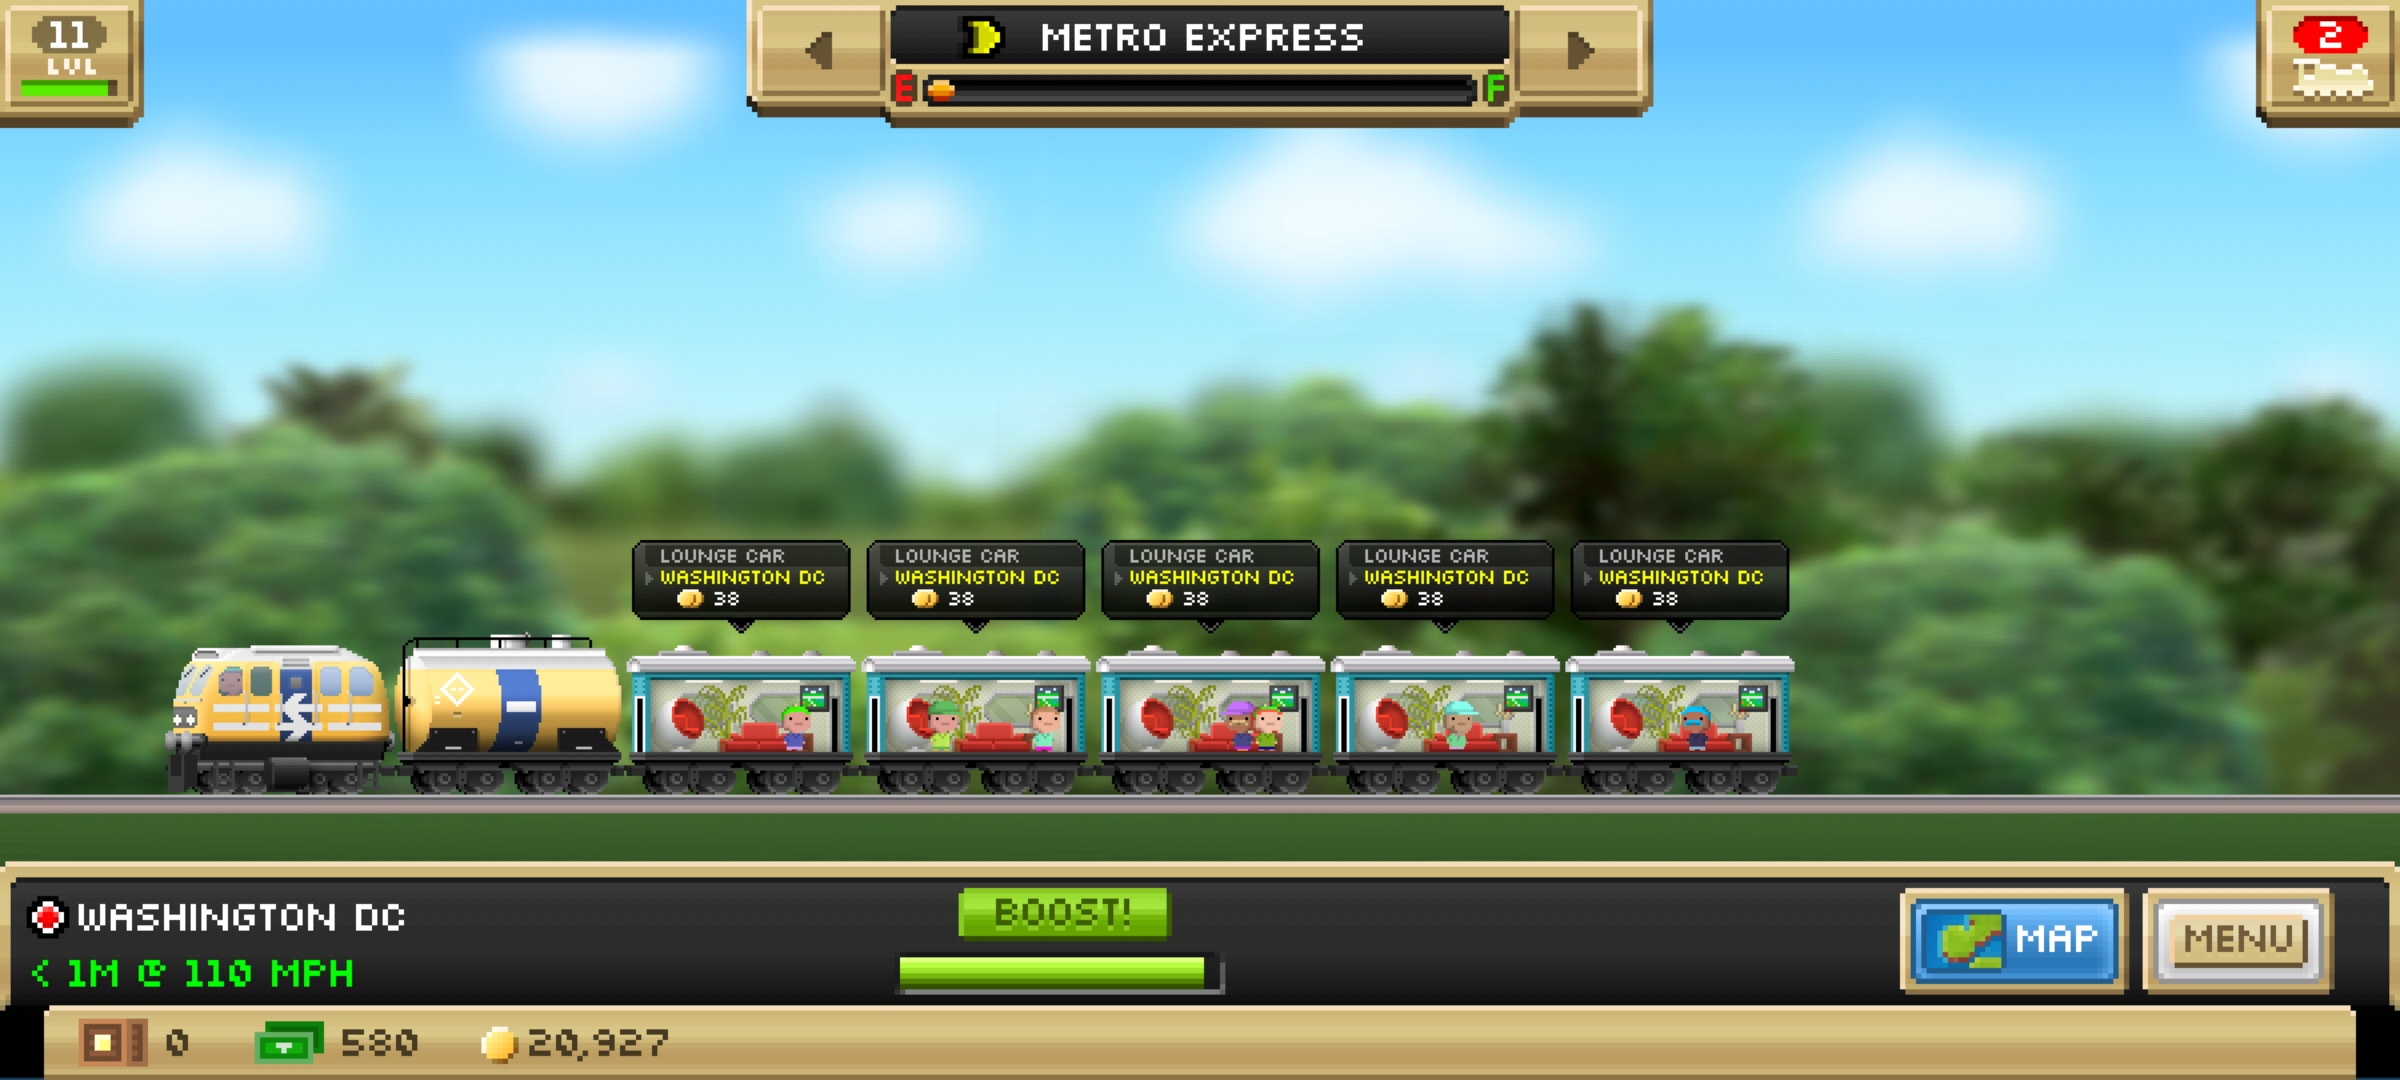 11
LVL
METRO EXPRESS
E F
2
LOUNGE CAR
WASHINGTON DC
38
LOUNGE CAR
WASHINGTON DC
38
LOUNGE CAR
WASHINGTON DC
38
LOUNGE CAR
WASHINGTON DC
38
LOUNGE CAR
WASHINGTON DC
38
WASHINGTON DC
< 1M @ 110 MPH
BOOST!
MAP
MENU
0
580
20,927